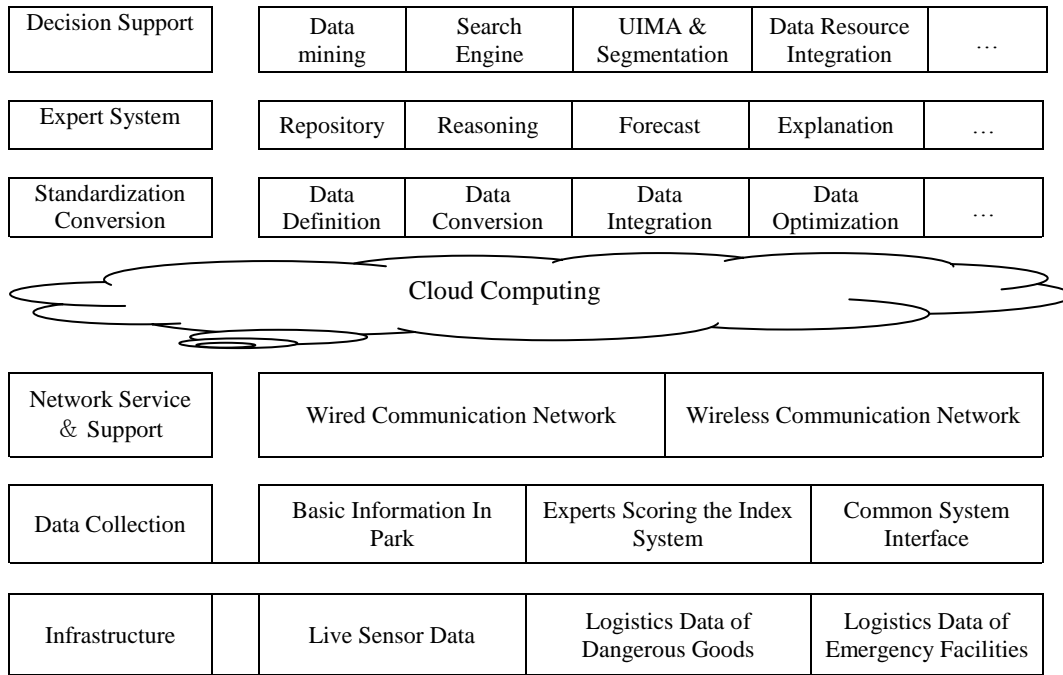 Decision Support
Data
mining
Search
Engine
UIMA &
Segmentation
Data Resource
Integration
…
Expert System
Repository
Reasoning
Forecast
Explanation
…
Standardization
Conversion
Data
Definition
Data
Conversion
Data
Integration
Data
Optimization
…
Cloud Computing
Network Service
& Support
Wired Communication Network
Wireless Communication Network
Data Collection
Basic Information In
Park
Experts Scoring the Index
System
Common System
Interface
Infrastructure
Live Sensor Data
Logistics Data of
Dangerous Goods
Logistics Data of
Emergency Facilities